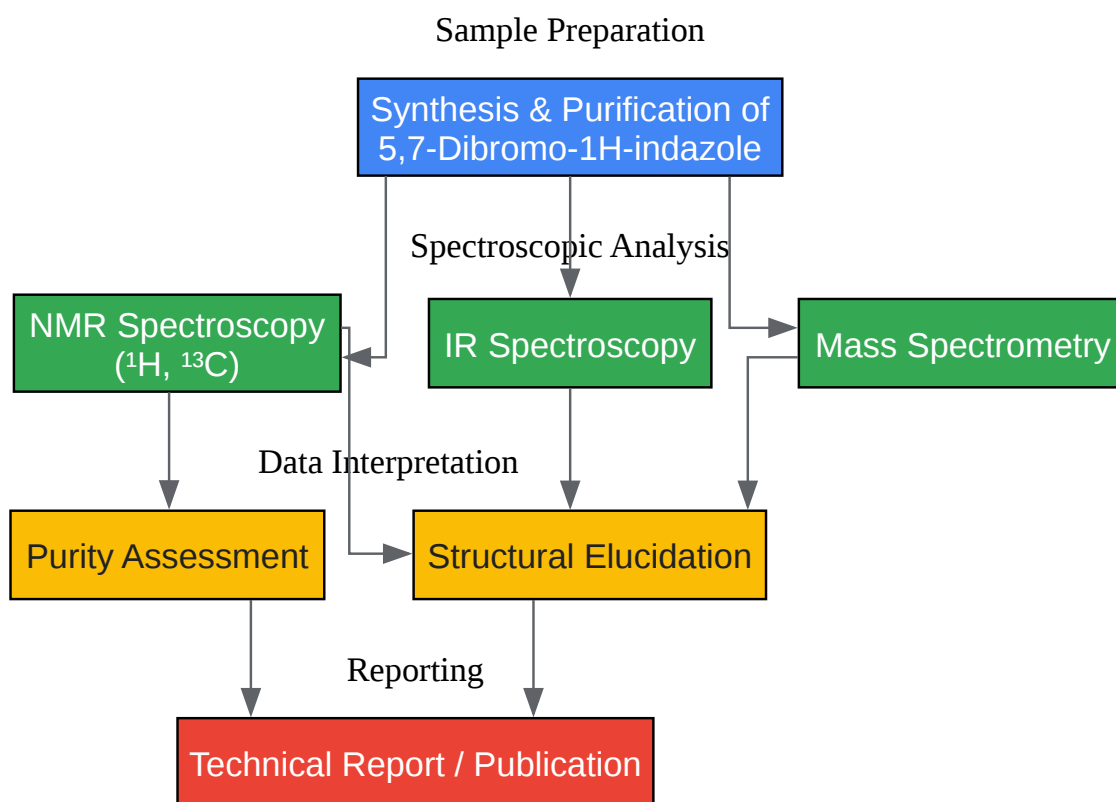 Sample Preparation
Synthesis & Purification of
5,7-Dibromo-1H-indazole
Spectroscopic Analysis
NMR Spectroscopy
(¹H, ¹³C)
IR Spectroscopy
Mass Spectrometry
Data Interpretation
Purity Assessment
Structural Elucidation
Reporting
Technical Report / Publication